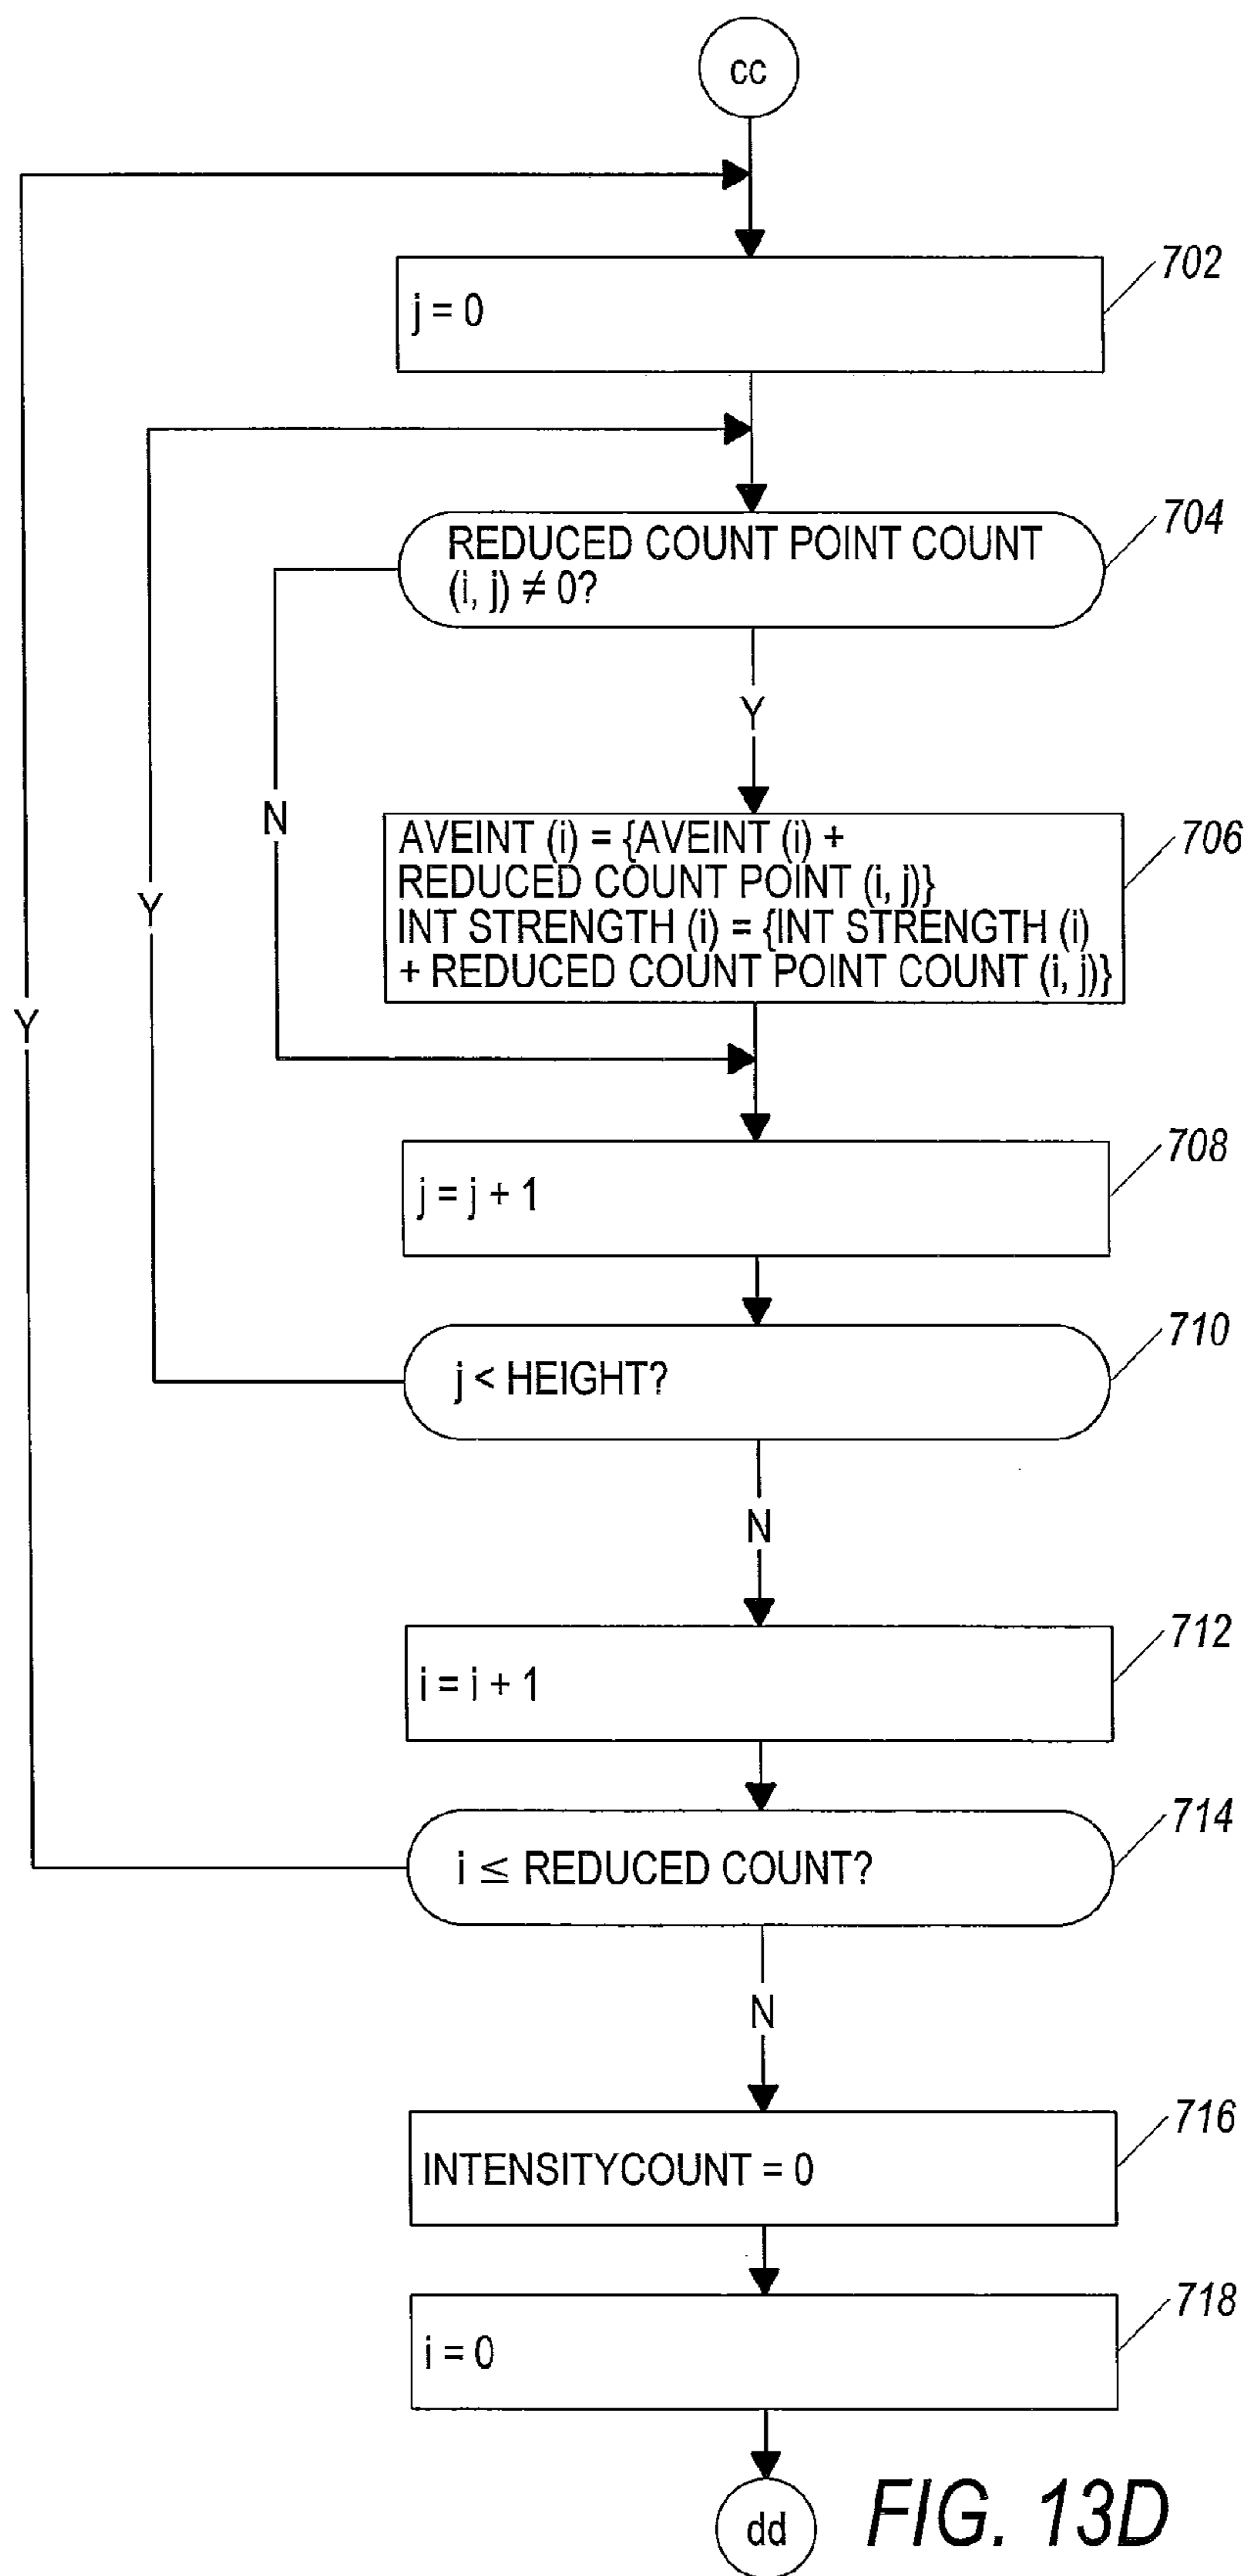 cc
702
j = 0
704
REDUCED COUNT POINT COUNT
(i, j) ≠ 0?
Y
N
706
AVEINT (i) = {AVEINT (i) +
REDUCED COUNT POINT (i, j)}
INT STRENGTH (i) = {INT STRENGTH (i)
+ REDUCED COUNT POINT COUNT (i, j)}
Y
Y
708
j = j + 1
710
j < HEIGHT?
N
712
i = i + 1
714
i ≤ REDUCED COUNT?
N
716
INTENSITYCOUNT = 0
718
i = 0
dd
FIG. 13D